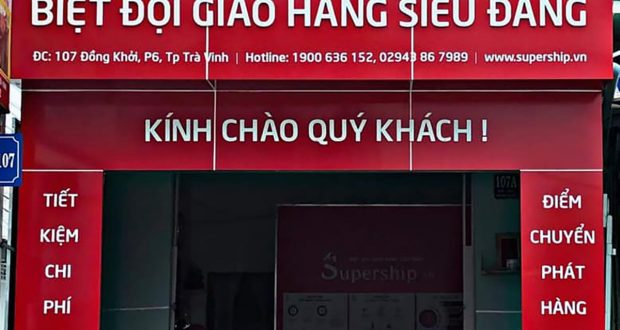 BIỆT ĐỘI GIAO HÀNG SIÊU ĐẲNG
ĐC: 107 Đồng Khởi, P6, Tp Trà Vinh | Hotline: 1900 636 152, 02943 86 7989 | www.supership.vn
KÍNH CHÀO QUÝ KHÁCH !
107
107A
TIẾT
KIỆM
CHI
PHÍ
Supership.vn
ĐIỂM
CHUYỂN
PHÁT
HÀNG